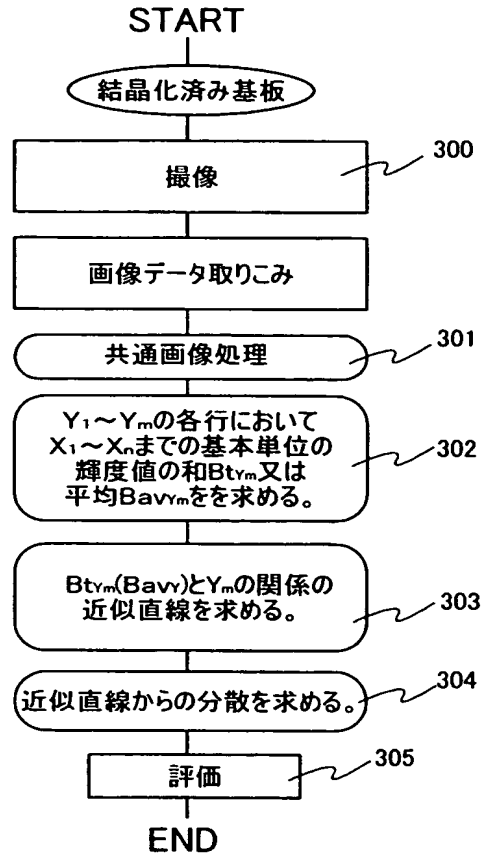 START
結晶化済み基板
撮像
300
画像データ取りこみ
共通画像処理
301
Y1～Ymの各行において
X1～Xnまでの基本単位の
輝度値の和BtYm又は
平均BavYmをを求める。
302
BtYm(BavY)とYmの関係の
近似直線を求める。
303
近似直線からの分散を求める。
304
評価
305
END